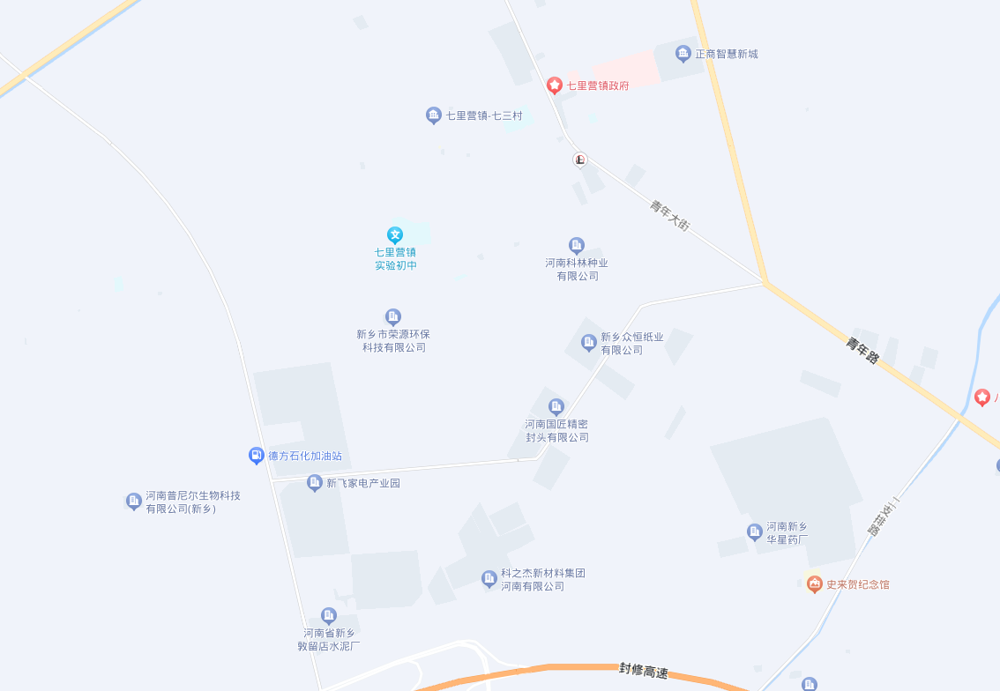 正商智慧新城
七里营镇政府
七里营镇-七三村
青年大街
七里营镇
实验初中
河南科林种业
有限公司
新乡市荣源环保
科技有限公司
新乡众恒纸业
有限公司
青年路
八
河南国匠精密
封头有限公司
德方石化加油站
新飞家电产业园
河南普尼尔生物科技
有限公司(新乡)
二支排路
河南新乡
华星药厂
科之杰新材料集团
河南有限公司
史来贺纪念馆
河南省新乡
敦留店水泥厂
封修高速